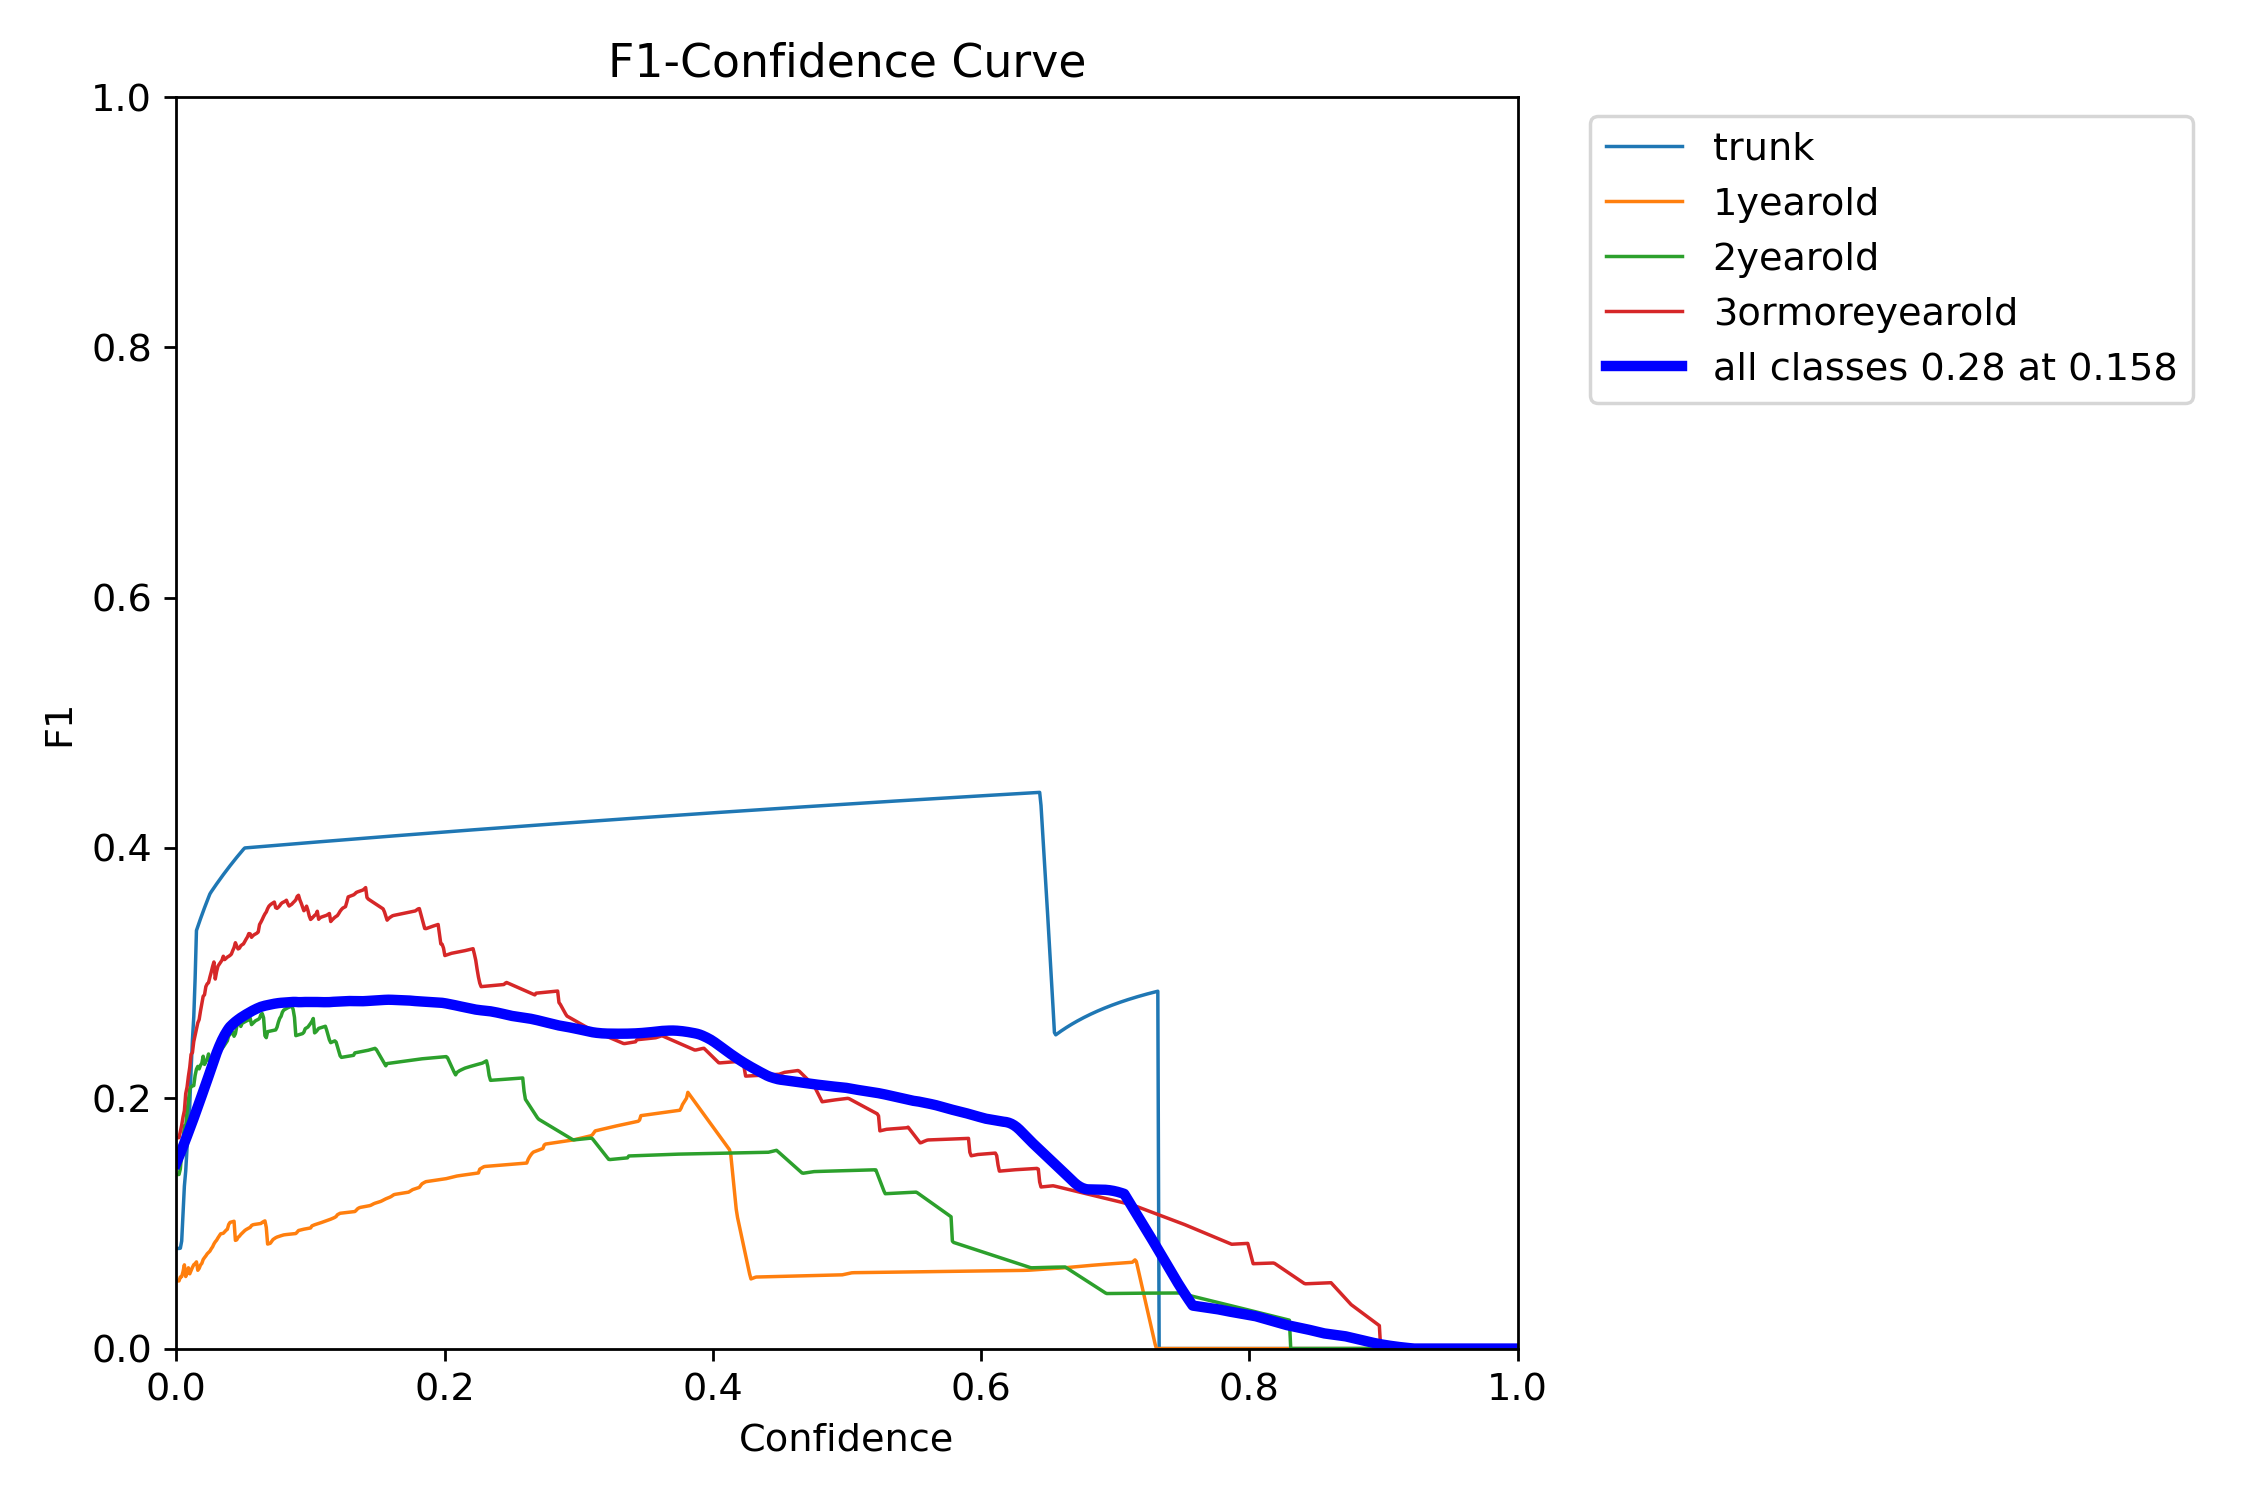 F1-Confidence Curve
1.0
0.8
0.6
0.4
0.2
0.0
F1
0.0 0.2 0.4 0.6 0.8 1.0
Confidence
trunk
1yearold
2yearold
3ormoreyearold
all classes 0.28 at 0.158